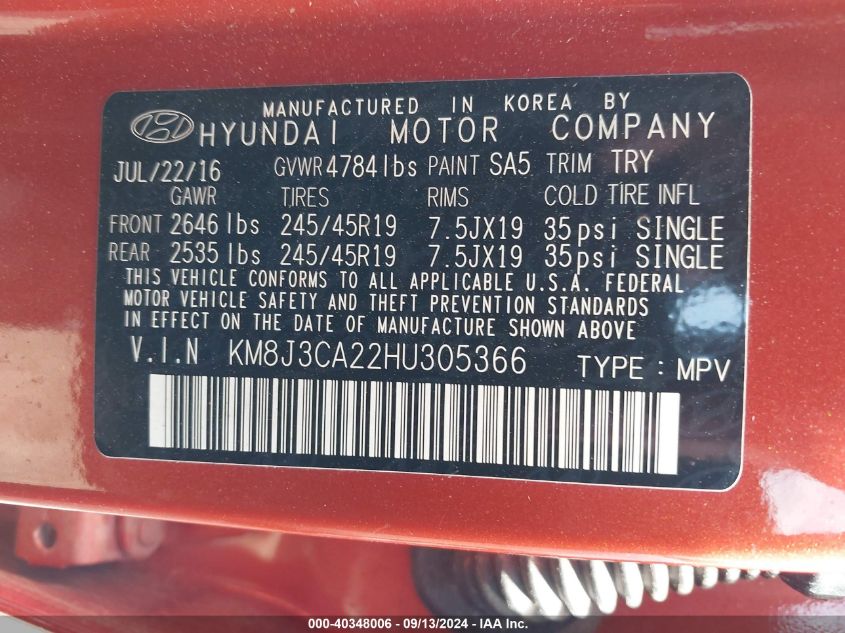 MANUFACTURED IN KOREA BY
HYUNDAI MOTOR COMPANY
JUL/22/16 GVWR 4784lbs PAINT SA5 TRIM TRY
GAWR TIRES RIMS COLD TIRE INFL
FRONT 2646 lbs 245/45R19 7.5JX19 35psi SINGLE
REAR 2535 lbs 245/45R19 7.5JX19 35psi SINGLE
THIS VEHICLE CONFORMS TO ALL APPLICABLE U.S.A. FEDERAL
MOTOR VEHICLE SAFETY AND THEFT PREVENTION STANDARDS
IN EFFECT ON THE DATE OF MANUFACTURE SHOWN ABOVE
V.I.N KM8J3CA22HU305366 TYPE : MPV
000-40348006 - 09/13/2024 - IAA Inc.